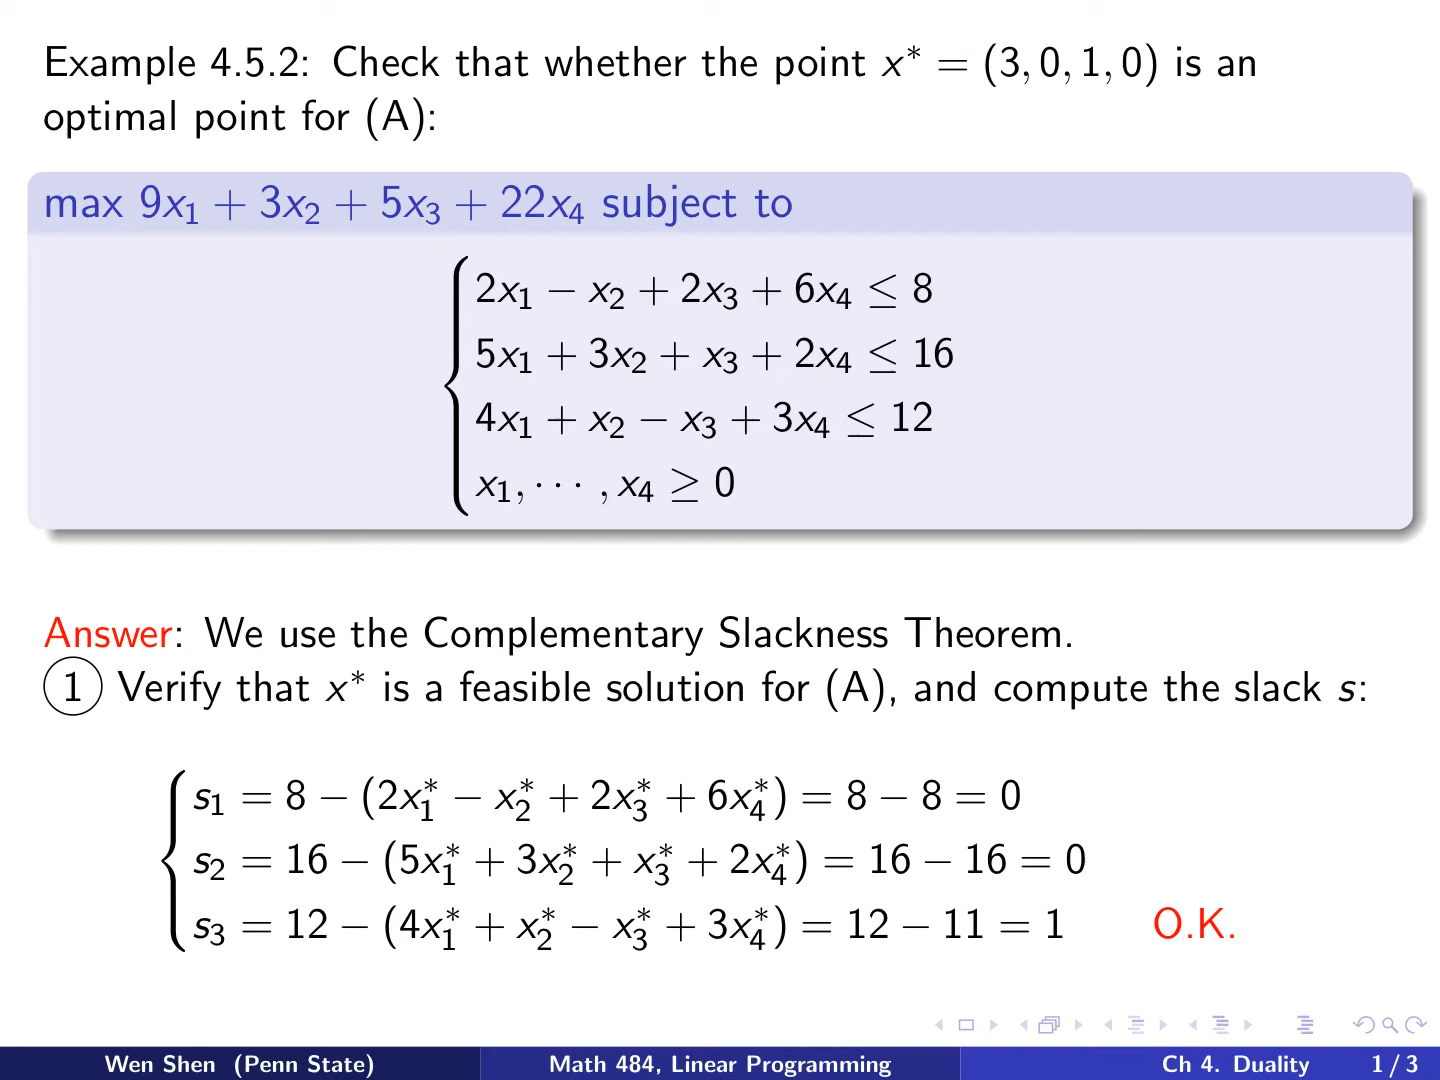 Example 4.5.2: Check that whether the point x* = (3, 0, 1, 0) is an
optimal point for (A):
max 9x₁ + 3x₂ + 5x₃ + 22x₄ subject to
2x₁ − x₂ + 2x₃ + 6x₄ ≤ 8
5x₁ + 3x₂ + x₃ + 2x₄ ≤ 16
4x₁ + x₂ − x₃ + 3x₄ ≤ 12
x₁, ⋯ , x₄ ≥ 0
Answer: We use the Complementary Slackness Theorem.
① Verify that x* is a feasible solution for (A), and compute the slack s:
s₁ = 8 − (2x₁* − x₂* + 2x₃* + 6x₄*) = 8 − 8 = 0
s₂ = 16 − (5x₁* + 3x₂* + x₃* + 2x₄*) = 16 − 16 = 0
s₃ = 12 − (4x₁* + x₂* − x₃* + 3x₄*) = 12 − 11 = 1 O.K.
Wen Shen (Penn State) Math 484, Linear Programming Ch 4. Duality 1 / 3